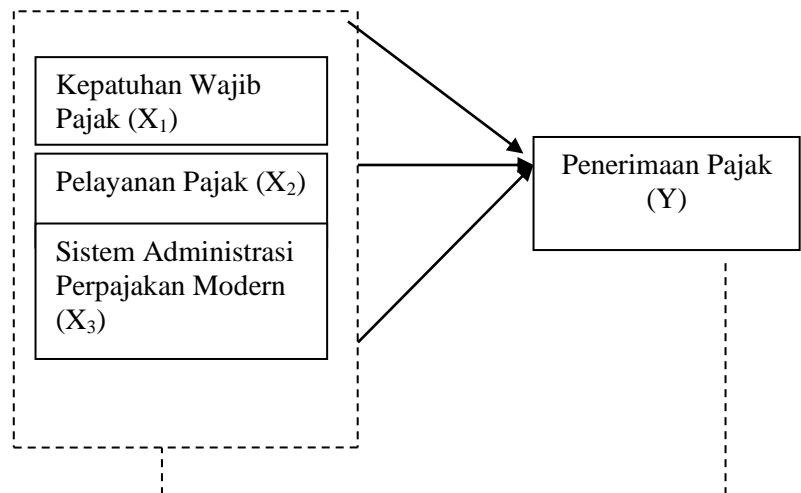 Kepatuhan Wajib
Pajak (X₁)
Pelayanan Pajak (X₂)
Sistem Administrasi
Perpajakan Modern
(X₃)
Penerimaan Pajak
(Y)